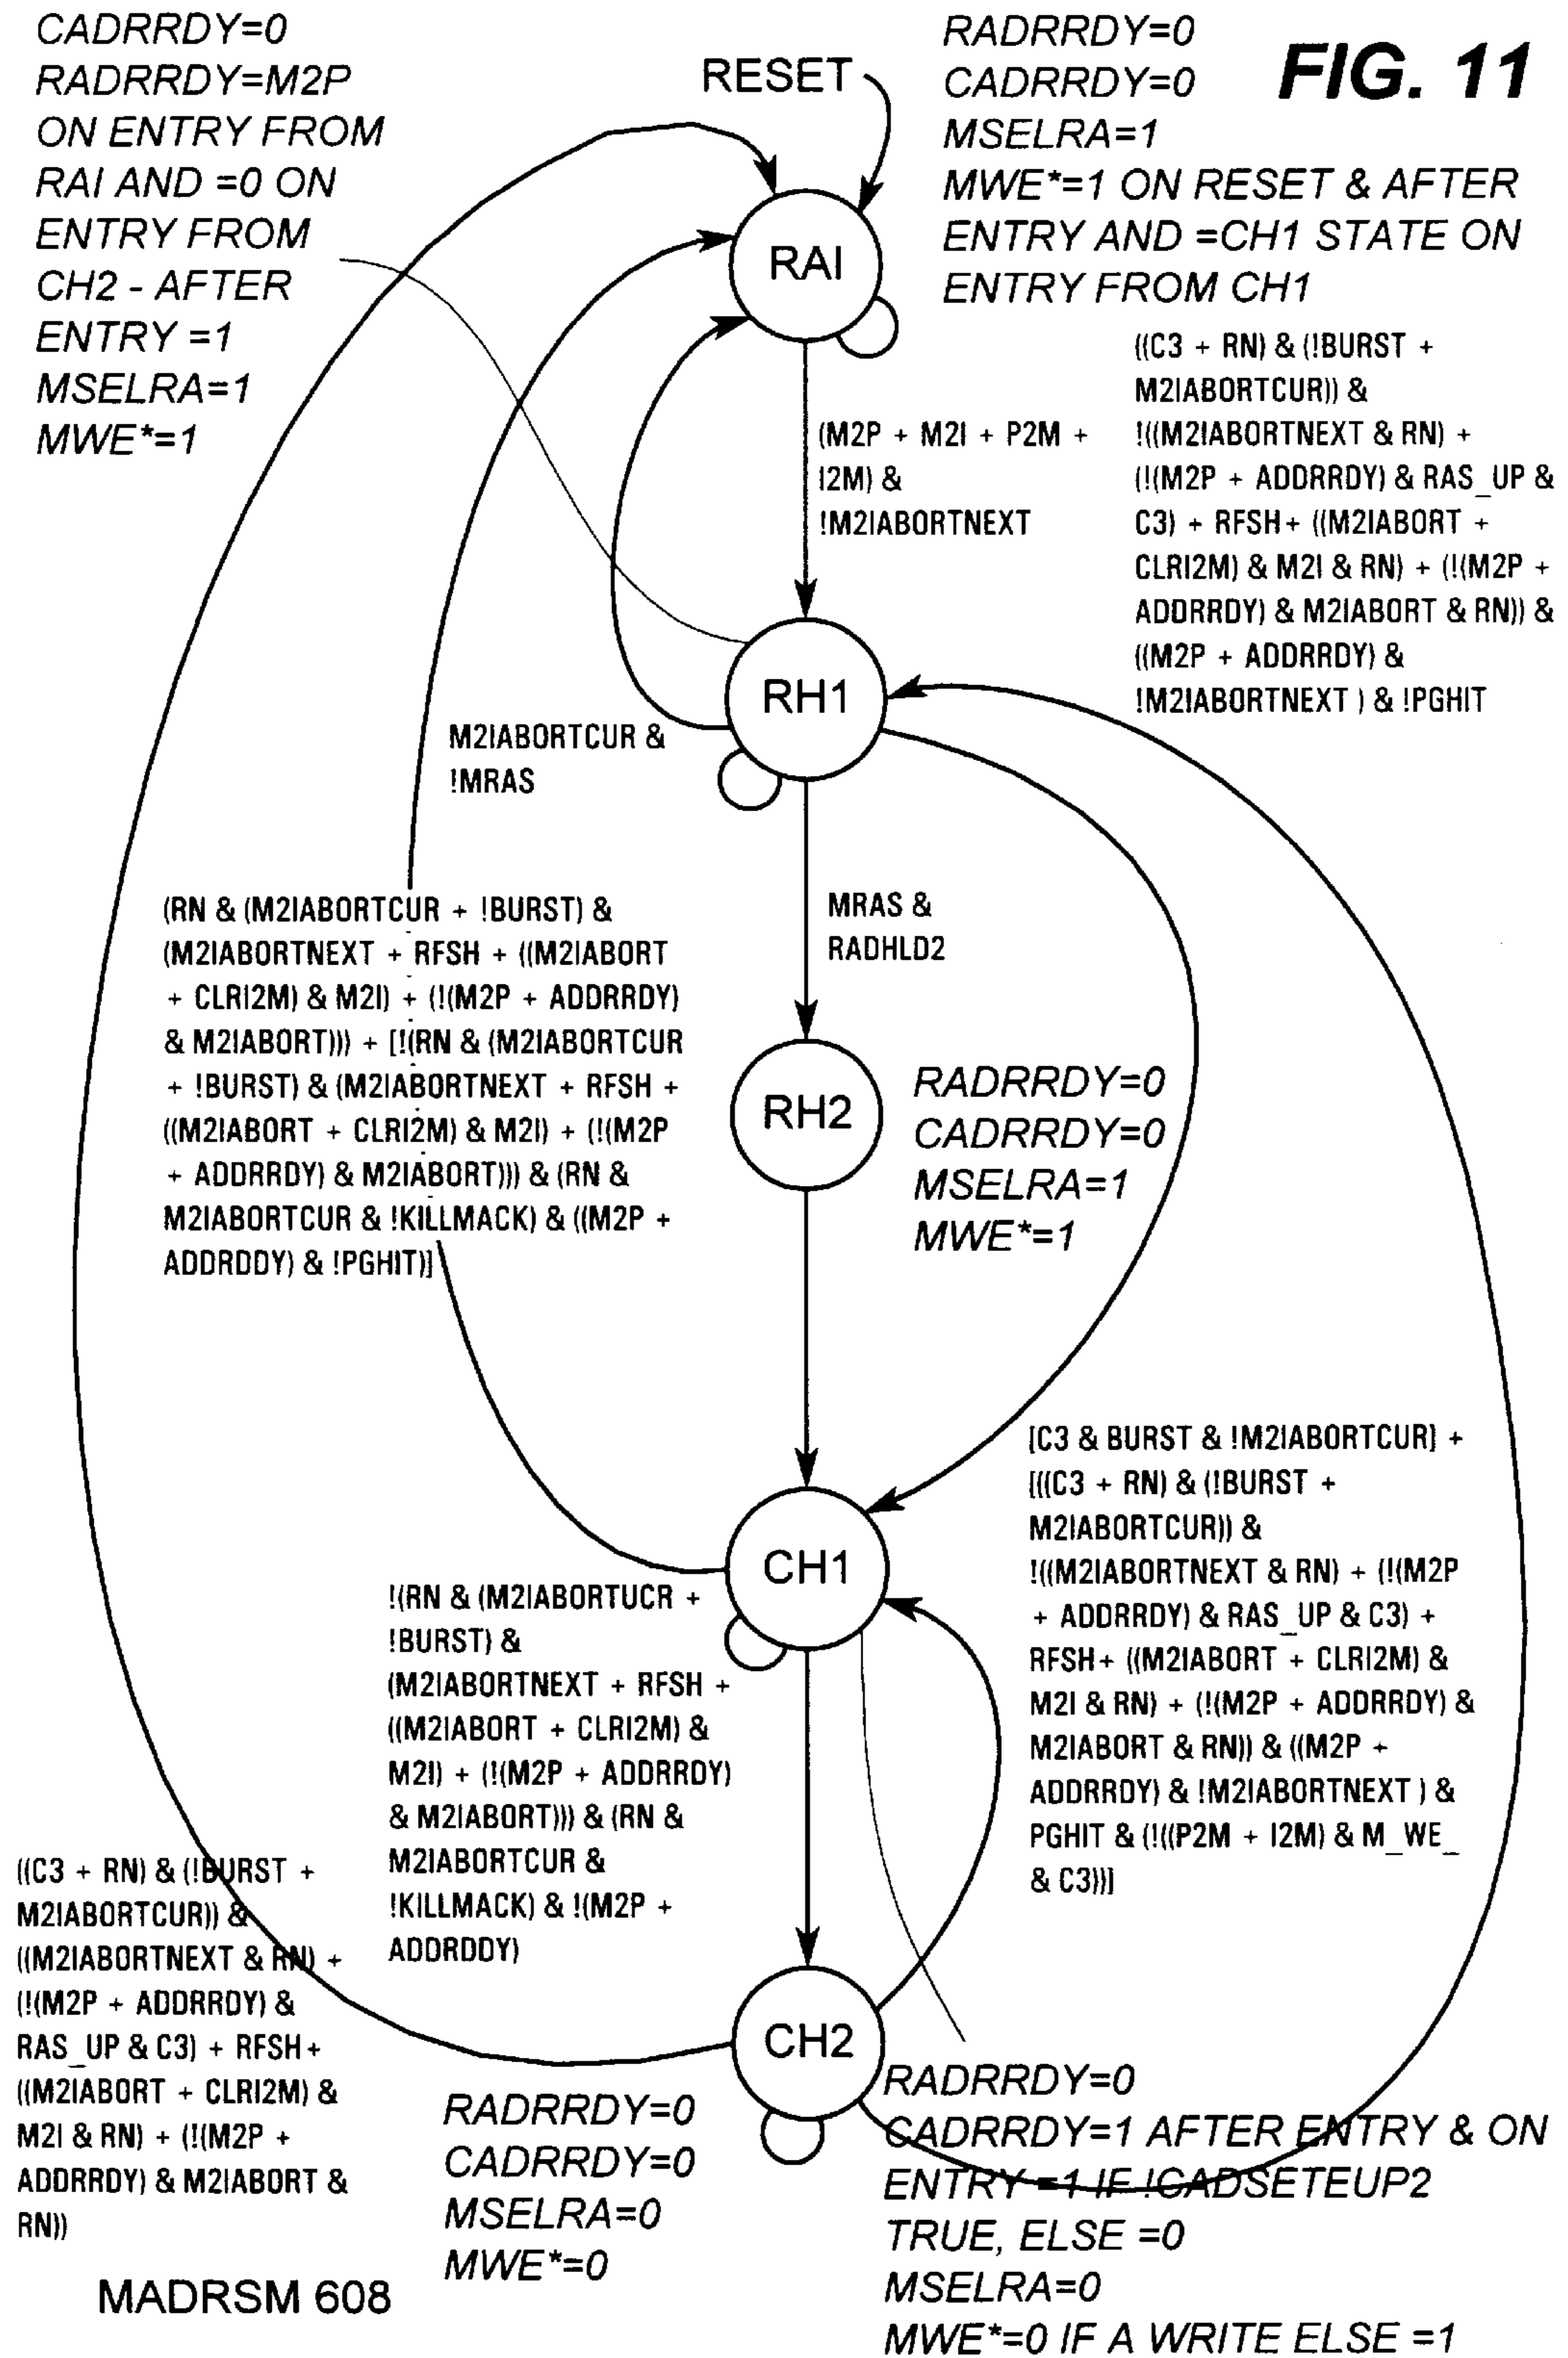 CADRRDY=0
RADRRDY=M2P
ON ENTRY FROM
RAI AND =0 ON
ENTRY FROM
CH2 - AFTER
ENTRY =1
MSELRA=1
MWE*=1
RESET
RADRRDY=0
CADRRDY=0
MSELRA=1
MWE*=1 ON RESET & AFTER
ENTRY AND =CH1 STATE ON
ENTRY FROM CH1
FIG. 11
RAI
(M2P + M2I + P2M +
I2M) &
!M2IABORTNEXT
((C3 + RN) & (!BURST +
M2IABORTCUR)) &
!((M2IABORTNEXT & RN) +
(!(M2P + ADDRRDY) & RAS_UP &
C3) + RFSH+ ((M2IABORT +
CLRI2M) & M2I & RN) + (!(M2P +
ADDRRDY) & M2IABORT & RN)) &
((M2P + ADDRRDY) &
!M2IABORTNEXT ) & !PGHIT
RH1
M2IABORTCUR &
!MRAS
MRAS &
RADHLD2
(RN & (M2IABORTCUR + !BURST) &
(M2IABORTNEXT + RFSH + ((M2IABORT
+ CLRI2M) & M2I) + (!(M2P + ADDRRDY)
& M2IABORT))) + [!(RN & (M2IABORTCUR
+ !BURST) & (M2IABORTNEXT + RFSH +
((M2IABORT + CLRI2M) & M2I) + (!(M2P
+ ADDRRDY) & M2IABORT))) & (RN &
M2IABORTCUR & !KILLMACK) & ((M2P +
ADDRDDY) & !PGHIT)]
RH2
RADRRDY=0
CADRRDY=0
MSELRA=1
MWE*=1
CH1
[C3 & BURST & !M2IABORTCUR] +
[((C3 + RN) & (!BURST +
M2IABORTCUR)) &
!((M2IABORTNEXT & RN) + (!(M2P
+ ADDRRDY) & RAS_UP & C3) +
RFSH+ ((M2IABORT + CLRI2M) &
M2I & RN) + (!(M2P + ADDRRDY) &
M2IABORT & RN)) & ((M2P +
ADDRRDY) & !M2IABORTNEXT ) &
PGHIT & (!((P2M + I2M) & M_WE_
& C3))]
!(RN & (M2IABORTUCR +
!BURST) &
(M2IABORTNEXT + RFSH +
((M2IABORT + CLRI2M) &
M2I) + (!(M2P + ADDRRDY)
& M2IABORT))) & (RN &
M2IABORTCUR &
!KILLMACK) & !(M2P +
ADDRDDY)
((C3 + RN) & (!BURST +
M2IABORTCUR)) &
((M2IABORTNEXT & RN) +
(!(M2P + ADDRRDY) &
RAS_UP & C3) + RFSH+
((M2IABORT + CLRI2M) &
M2I & RN) + (!(M2P +
ADDRRDY) & M2IABORT &
RN))
CH2
RADRRDY=0
CADRRDY=0
MSELRA=0
MWE*=0
RADRRDY=0
CADRRDY=1 AFTER ENTRY & ON
ENTRY =1 IF !CADSETEUP2
TRUE, ELSE =0
MSELRA=0
MWE*=0 IF A WRITE ELSE =1
MADRSM 608